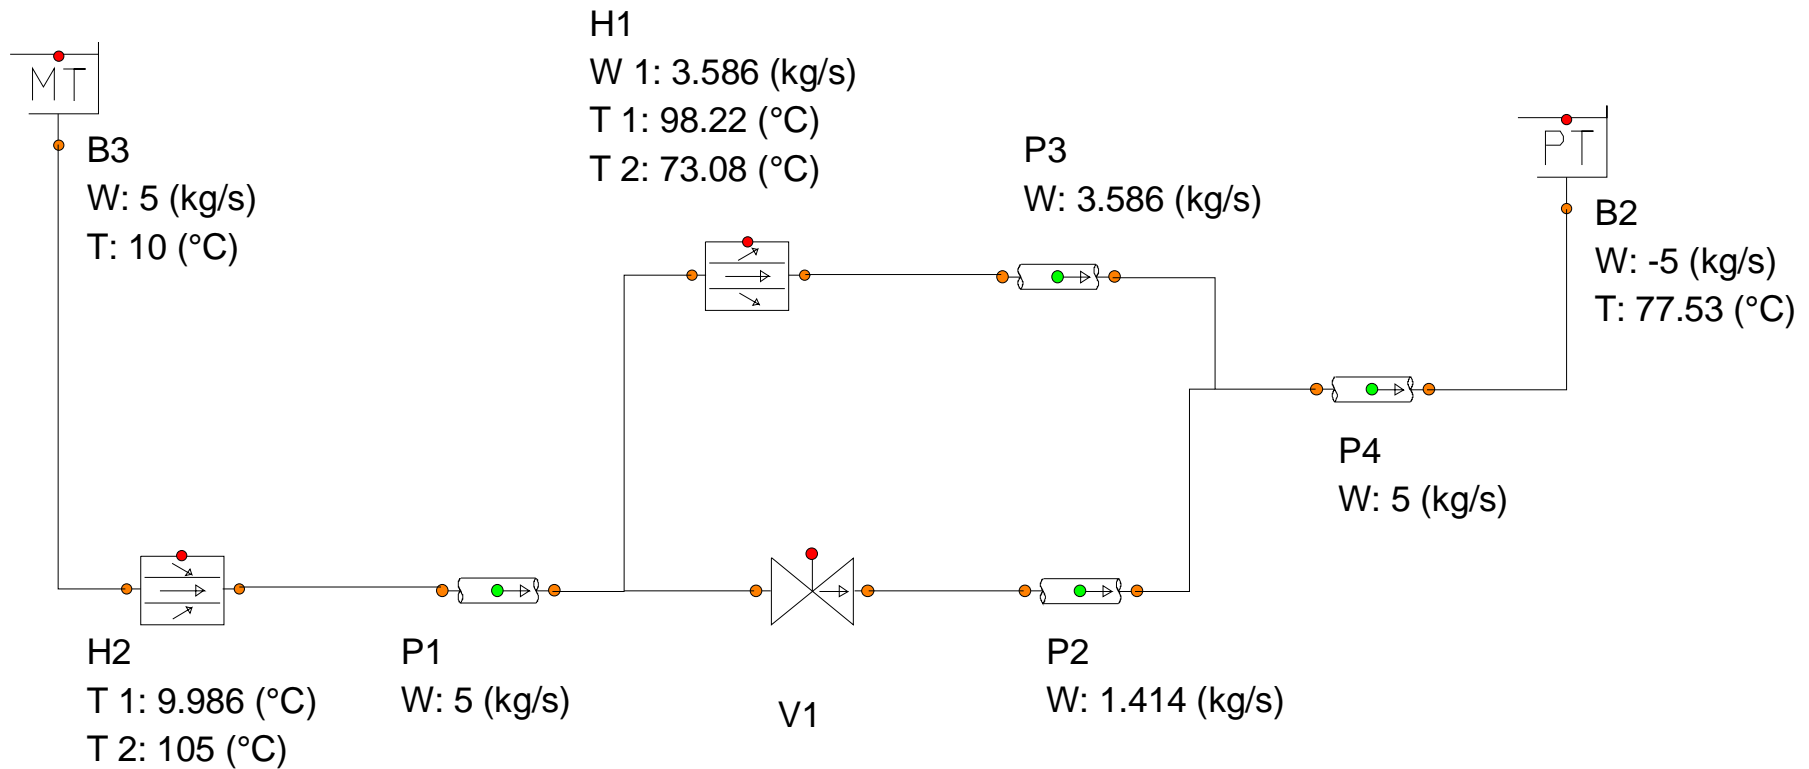 MT
B3
W: 5 (kg/s)
T: 10 (°C)
H1
W 1: 3.586 (kg/s)
T 1: 98.22 (°C)
T 2: 73.08 (°C)
P3
W: 3.586 (kg/s)
PT
B2
W: -5 (kg/s)
T: 77.53 (°C)
P4
W: 5 (kg/s)
H2
T 1: 9.986 (°C)
T 2: 105 (°C)
P1
W: 5 (kg/s)
V1
P2
W: 1.414 (kg/s)